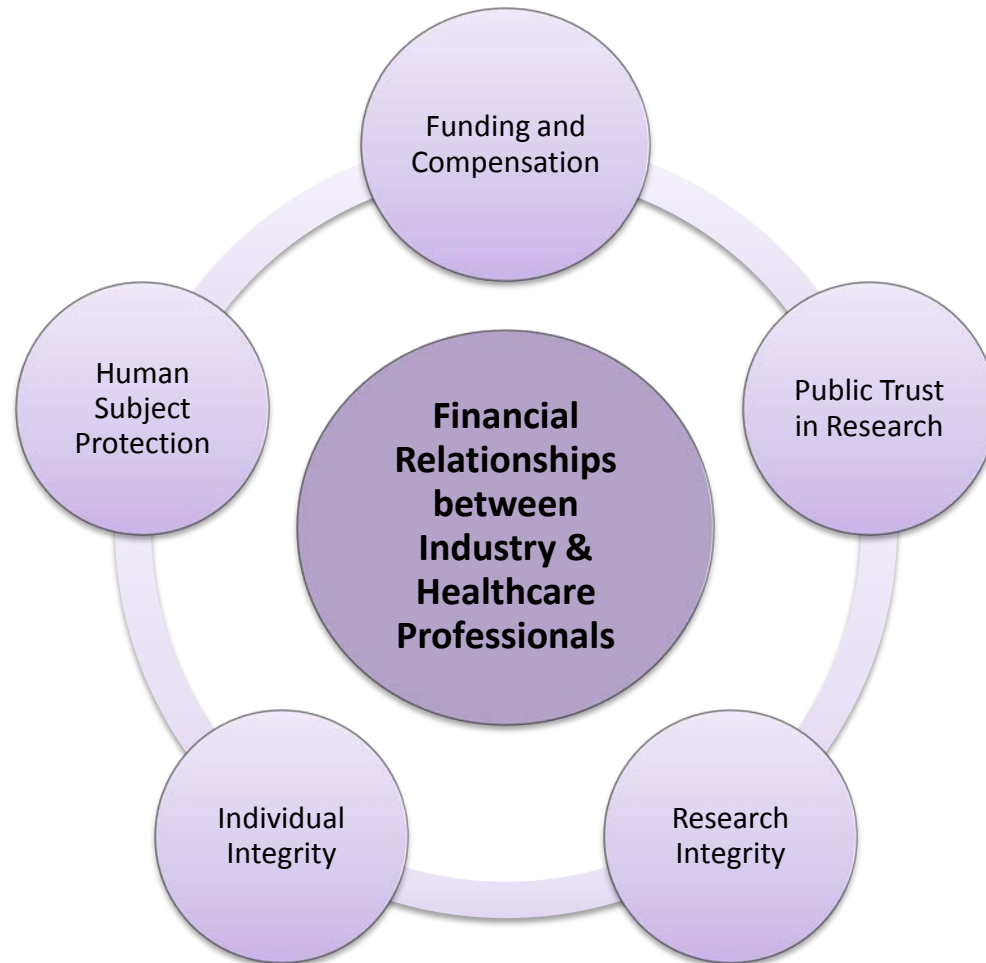 Funding and
Compensation
Human
Subject
Protection
Public Trust
in Research
Financial
Relationships
between
Industry &
Healthcare
Professionals
Individual
Integrity
Research
Integrity